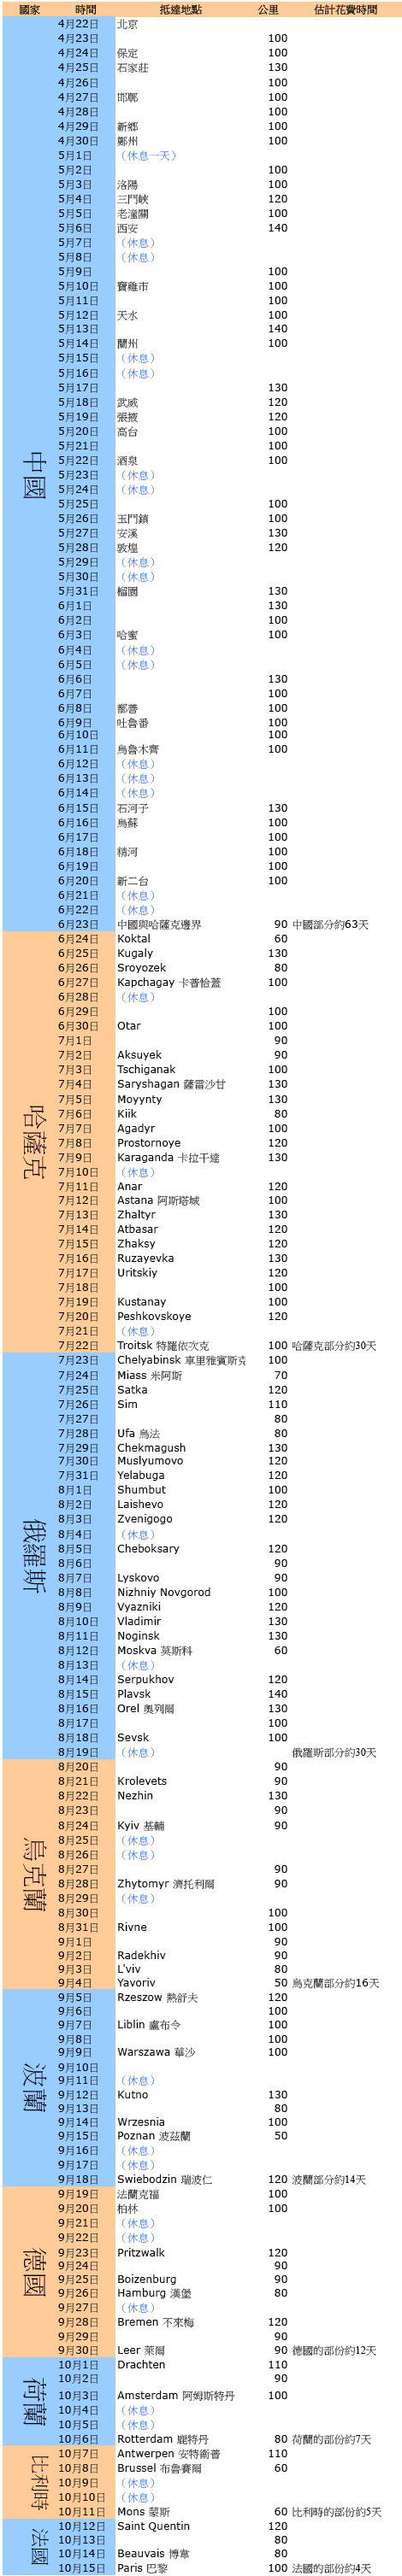 國家 時間 抵達地點 公里 估計花費時間
中國
4月22日 北京
4月23日 100
4月24日 保定 100
4月25日 石家莊 130
4月26日 100
4月27日 邯鄲 100
4月28日 100
4月29日 新鄉 100
4月30日 鄭州 100
5月1日 （休息一天）
5月2日 100
5月3日 洛陽 100
5月4日 三門峽 120
5月5日 老潼關 100
5月6日 西安 140
5月7日 （休息）
5月8日 （休息）
5月9日 100
5月10日 寶雞市 100
5月11日 100
5月12日 天水 100
5月13日 140
5月14日 蘭州 100
5月15日 （休息）
5月16日 （休息）
5月17日 130
5月18日 武威 120
5月19日 張掖 120
5月20日 高台 100
5月21日 100
5月22日 酒泉 100
5月23日 （休息）
5月24日 （休息）
5月25日 100
5月26日 玉門鎮 100
5月27日 安溪 130
5月28日 敦煌 120
5月29日 （休息）
5月30日 （休息）
5月31日 榴園 130
6月1日 130
6月2日 100
6月3日 哈蜜 100
6月4日 （休息）
6月5日 （休息）
6月6日 130
6月7日 100
6月8日 鄯善 100
6月9日 吐魯番 100
6月10日 100
6月11日 烏魯木齊 100
6月12日 （休息）
6月13日 （休息）
6月14日 （休息）
6月15日 石河子 130
6月16日 烏蘇 100
6月17日 100
6月18日 精河 100
6月19日 100
6月20日 新二台 100
6月21日 （休息）
6月22日 （休息）
6月23日 中國與哈薩克邊界 90 中國部分約63天
哈薩克
6月24日 Koktal 60
6月25日 Kugaly 130
6月26日 Sroyozek 80
6月27日 Kapchagay 卡普恰蓋 100
6月28日 （休息）
6月29日 100
6月30日 Otar 100
7月1日 90
7月2日 Aksuyek 90
7月3日 Tschiganak 100
7月4日 Saryshagan 薩雷沙甘 130
7月5日 Moyynty 130
7月6日 Kiik 80
7月7日 Agadyr 100
7月8日 Prostornoye 120
7月9日 Karaganda 卡拉干達 130
7月10日 （休息）
7月11日 Anar 120
7月12日 Astana 阿斯塔城 100
7月13日 Zhaltyr 130
7月14日 Atbasar 120
7月15日 Zhaksy 120
7月16日 Ruzayevka 130
7月17日 Uritskiy 120
7月18日 100
7月19日 Kustanay 100
7月20日 Peshkovskoye 120
7月21日 （休息）
7月22日 Troitsk 特羅依次克 100 哈薩克部分約30天
俄羅斯
7月23日 Chelyabinsk 車里雅賓斯克 100
7月24日 Miass 米阿斯 70
7月25日 Satka 120
7月26日 Sim 110
7月27日 80
7月28日 Ufa 烏法 80
7月29日 Chekmagush 130
7月30日 Muslyumovo 120
7月31日 Yelabuga 120
8月1日 Shumbut 100
8月2日 Laishevo 120
8月3日 Zvenigogo 120
8月4日 （休息）
8月5日 Cheboksary 120
8月6日 90
8月7日 Lyskovo 90
8月8日 Nizhniy Novgorod 100
8月9日 Vyazniki 120
8月10日 Vladimir 130
8月11日 Noginsk 130
8月12日 Moskva 莫斯科 60
8月13日 （休息）
8月14日 Serpukhov 120
8月15日 Plavsk 140
8月16日 Orel 奧列爾 130
8月17日 100
8月18日 Sevsk 100
8月19日 （休息） 俄羅斯部分約30天
烏克蘭
8月20日 90
8月21日 Krolevets 90
8月22日 Nezhin 130
8月23日 90
8月24日 Kyiv 基輔 90
8月25日 （休息）
8月26日 （休息）
8月27日 90
8月28日 Zhytomyr 濟托利爾 90
8月29日 （休息）
8月30日 100
8月31日 Rivne 100
9月1日 90
9月2日 Radekhiv 90
9月3日 L'viv 80
9月4日 Yavoriv 50 烏克蘭部分約16天
波蘭
9月5日 Rzeszow 熱舒夫 120
9月6日 100
9月7日 Liblin 盧布令 100
9月8日 100
9月9日 Warszawa 華沙 100
9月10日
9月11日 （休息）
9月12日 Kutno 130
9月13日 80
9月14日 Wrzesnia 100
9月15日 Poznan 波茲蘭 50
9月16日 （休息）
9月17日 （休息）
9月18日 Swiebodzin 瑞波仁 120 波蘭部分約14天
德國
9月19日 法蘭克福 100
9月20日 柏林 100
9月21日 （休息）
9月22日 （休息）
9月23日 Pritzwalk 120
9月24日 90
9月25日 Boizenburg 90
9月26日 Hamburg 漢堡 80
9月27日 （休息）
9月28日 Bremen 不來梅 120
9月29日 90
9月30日 Leer 萊爾 90 德國的部份約12天
荷蘭
10月1日 Drachten 110
10月2日 90
10月3日 Amsterdam 阿姆斯特丹 100
10月4日 （休息）
10月5日 （休息）
10月6日 Rotterdam 鹿特丹 80 荷蘭的部份約7天
比利時
10月7日 Antwerpen 安特衛普 110
10月8日 Brussel 布魯賽爾 60
10月9日 （休息）
10月10日 （休息）
10月11日 Mons 蒙斯 60 比利時的部份約5天
法國
10月12日 Saint Quentin 120
10月13日 80
10月14日 Beauvais 博韋 80
10月15日 Paris 巴黎 100 法國的部份約4天